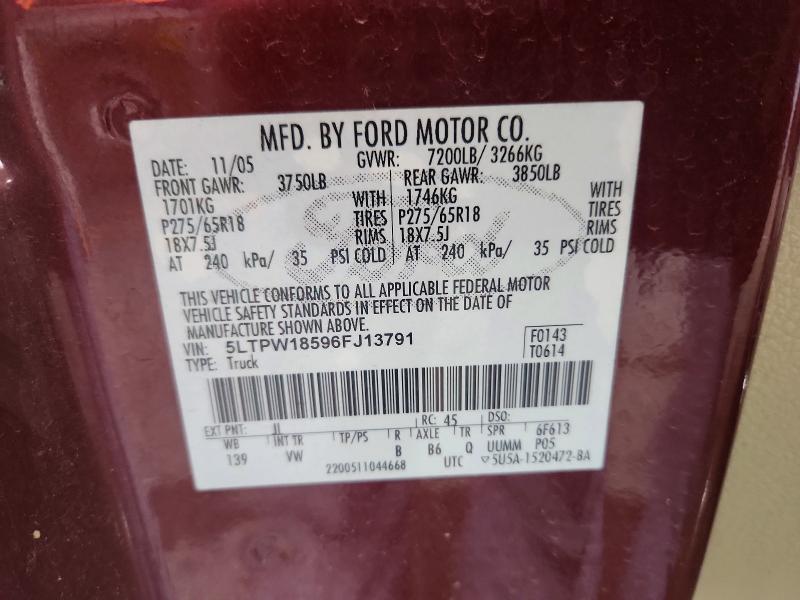 MFD. BY FORD MOTOR CO.
DATE: 11/05 GVWR: 7200LB/ 3266KG
FRONT GAWR: 3750LB REAR GAWR: 3850LB
1701KG WITH 1746KG WITH
P275/65R18 TIRES P275/65R18 TIRES
18X7.5J RIMS 18X7.5J RIMS
AT 240 kPa/ 35 PSI COLD AT 240 kPa/ 35 PSI COLD
Ford
THIS VEHICLE CONFORMS TO ALL APPLICABLE FEDERAL MOTOR
VEHICLE SAFETY STANDARDS IN EFFECT ON THE DATE OF
MANUFACTURE SHOWN ABOVE.
VIN: 5LTPW18596FJ13791 F0143
TYPE: Truck T0614
EXT PNT: JL RC: 45 DSO:
WB INT TR TP/PS R AXLE TR SPR 6F613
139 VW B B6 Q UUMM P05
2200511044668 UTC ▽5U5A-1520472-BA